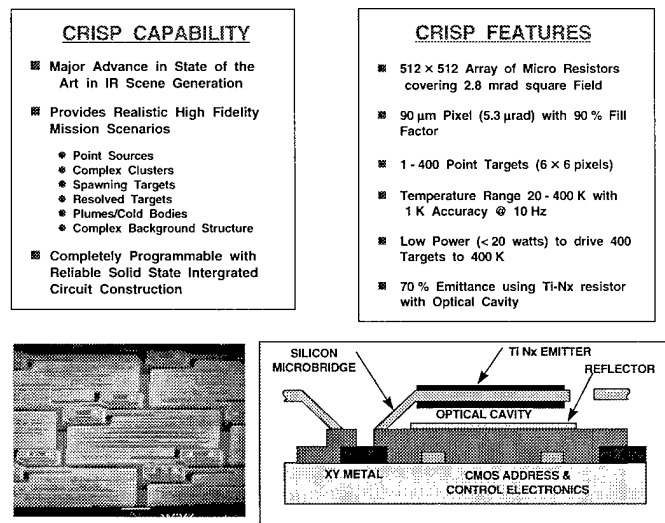 CRISP CAPABILITY
Major Advance in State of the
Art in IR Scene Generation
Provides Realistic High Fidelity
Mission Scenarios
Point Sources
Complex Clusters
Spawning Targets
Resolved Targets
Plumes/Cold Bodies
Complex Background Structure
Completely Programmable with
Reliable Solid State Intergrated
Circuit Construction
CRISP FEATURES
512 × 512 Array of Micro Resistors
covering 2.8 mrad square Field
90 µm Pixel (5.3 µrad) with 90 % Fill
Factor
1 - 400 Point Targets (6 × 6 pixels)
Temperature Range 20 - 400 K with
1 K Accuracy @ 10 Hz
Low Power (< 20 watts) to drive 400
Targets to 400 K
70 % Emittance using Ti-Nx resistor
with Optical Cavity
SILICON
MICROBRIDGE
Ti Nx EMITTER
REFLECTOR
OPTICAL CAVITY
XY METAL
CMOS ADDRESS &
CONTROL ELECTRONICS